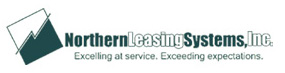 NorthernLeasingSystems,Inc.
Excelling at service. Exceeding expectations.